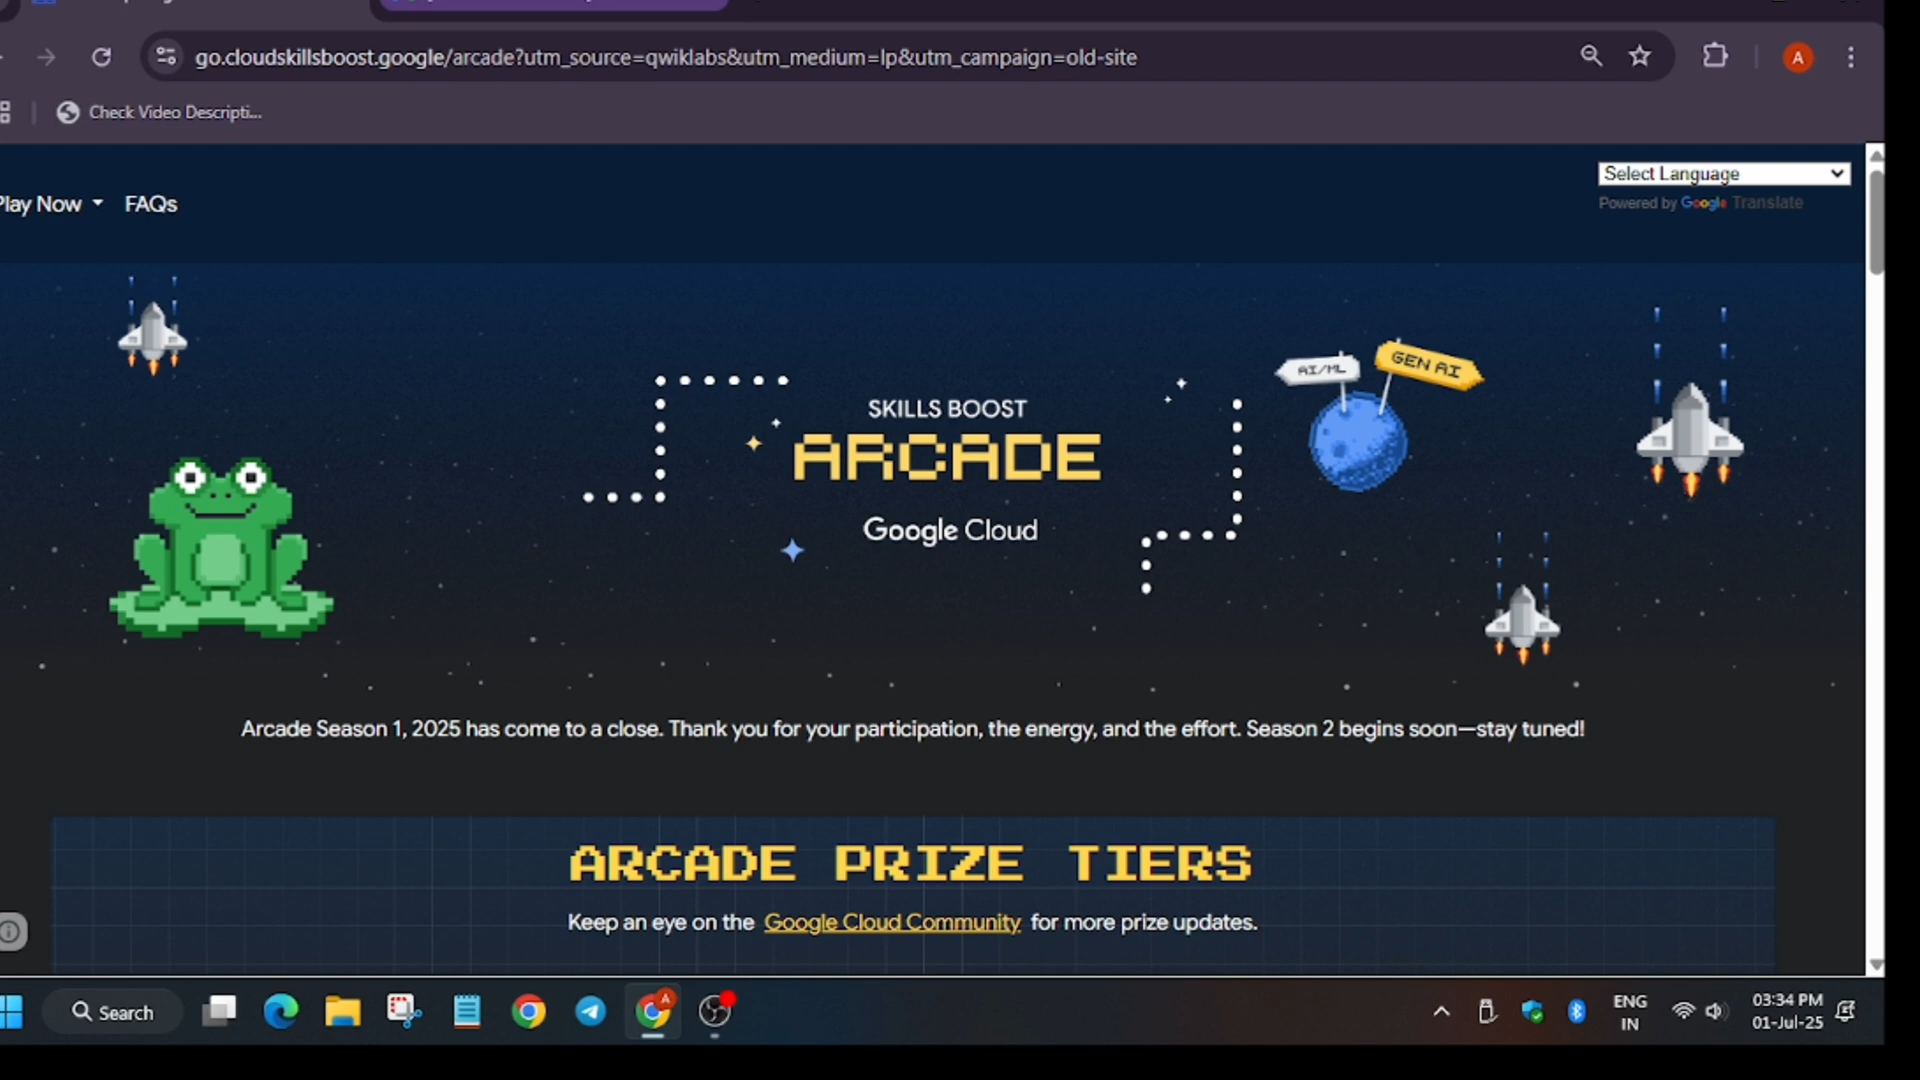 go.cloudskillsboost.google/arcade?utm_source=qwiklabs&utm_medium=lp&utm_campaign=old-site
A
Check Video Descripti...
Select Language
Play Now FAQs
Powered by Google Translate
AI/ML
GEN AI
SKILLS BOOST
ARCADE
Google Cloud
Arcade Season 1, 2025 has come to a close. Thank you for your participation, the energy, and the effort. Season 2 begins soon—stay tuned!
ARCADE PRIZE TIERS
Keep an eye on the Google Cloud Community for more prize updates.
Search
A
ENG
IN
03:34 PM
01-Jul-25